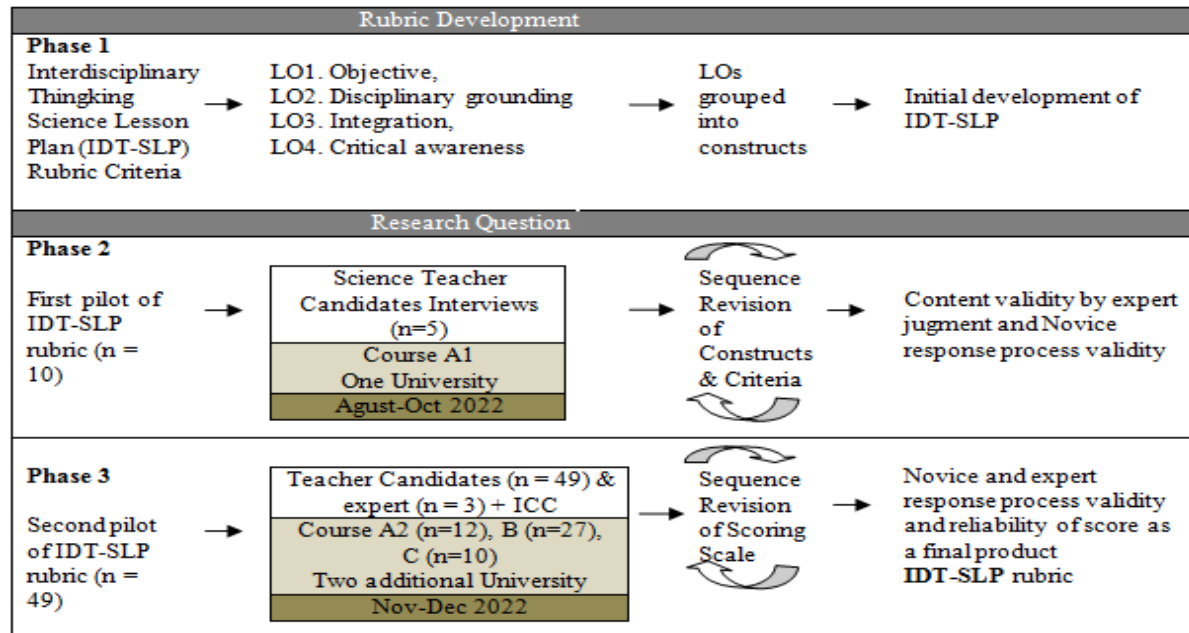 Rubric Development
Phase 1
Interdisciplinary
Thingking
Science Lesson
Plan (IDT-SLP)
Rubric Criteria
LO1. Objective,
LO2. Disciplinary grounding
LO3. Integration,
LO4. Critical awareness
LOs
grouped
into
constructs
Initial development of
IDT-SLP
Research Question
Phase 2
First pilot of
IDT-SLP
rubric (n =
10)
Science Teacher
Candidates Interviews
(n=5)
Course A1
One University
Agust-Oct 2022
Sequence
Revision
of
Constructs
& Criteria
Content validity by expert
jugment and Novice
response process validity
Phase 3
Second pilot
of IDT-SLP
rubric (n =
49)
Teacher Candidates (n = 49) &
expert (n = 3) + ICC
Course A2 (n=12), B (n=27),
C (n=10)
Two additional University
Nov-Dec 2022
Sequence
Revision
of Scoring
Scale
Novice and expert
response process validity
and reliability of score as
a final product
IDT-SLP rubric